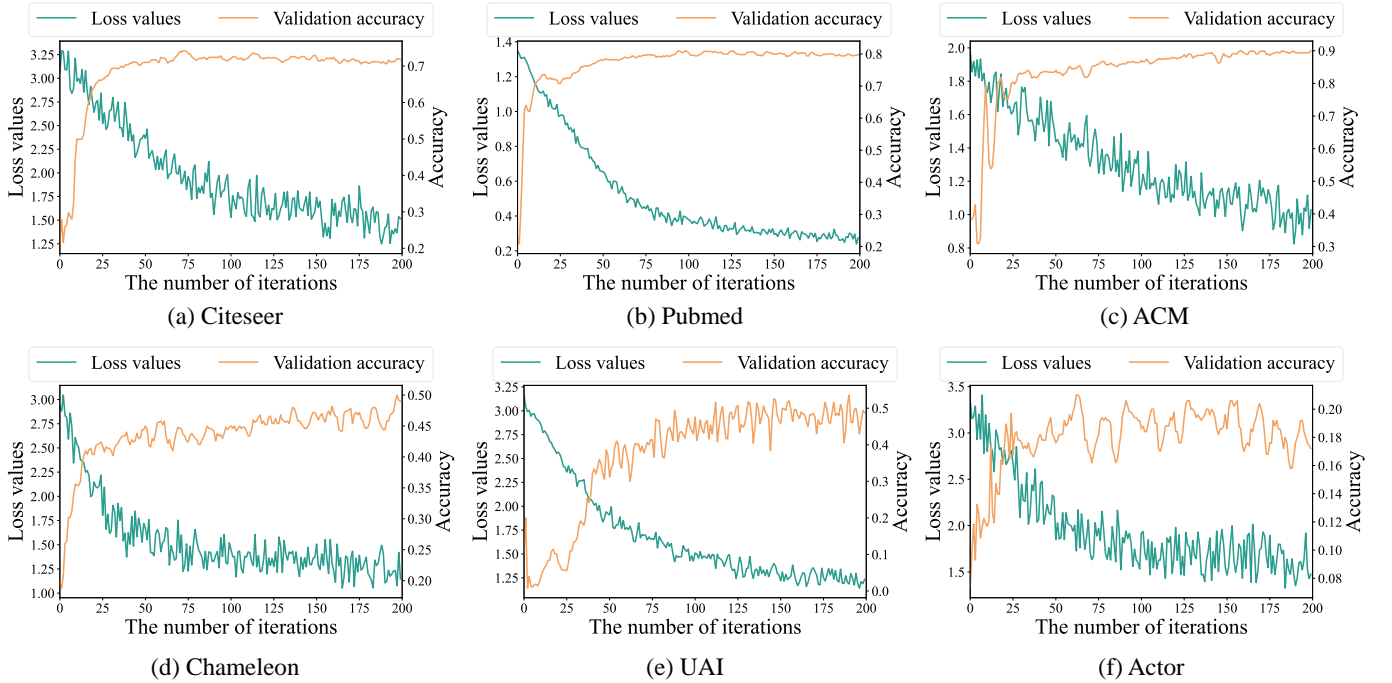 Loss values Validation accuracy Loss values Validation accuracy Loss values Validation accuracy
3.25 3.00 2.75 2.50 2.25 2.00 1.75 1.50 1.25
Loss values
0.7 0.6 0.5 0.4 0.3 0.2
Accuracy
0 25 50 75 100 125 150 175 200
The number of iterations
(a) Citeseer
1.4 1.2 1.0 0.8 0.6 0.4 0.2
Loss values
0.8 0.7 0.6 0.5 0.4 0.3 0.2
Accuracy
0 25 50 75 100 125 150 175 200
The number of iterations
(b) Pubmed
2.0 1.8 1.6 1.4 1.2 1.0 0.8
Loss values
0.9 0.8 0.7 0.6 0.5 0.4 0.3
Accuracy
0 25 50 75 100 125 150 175 200
The number of iterations
(c) ACM
Loss values Validation accuracy Loss values Validation accuracy Loss values Validation accuracy
3.00 2.75 2.50 2.25 2.00 1.75 1.50 1.25 1.00
Loss values
0.50 0.45 0.40 0.35 0.30 0.25 0.20
Accuracy
0 25 50 75 100 125 150 175 200
The number of iterations
(d) Chameleon
3.25 3.00 2.75 2.50 2.25 2.00 1.75 1.50 1.25
Loss values
0.5 0.4 0.3 0.2 0.1 0.0
Accuracy
0 25 50 75 100 125 150 175 200
The number of iterations
(e) UAI
3.5 3.0 2.5 2.0 1.5
Loss values
0.20 0.18 0.16 0.14 0.12 0.10 0.08
Accuracy
0 25 50 75 100 125 150 175 200
The number of iterations
(f) Actor